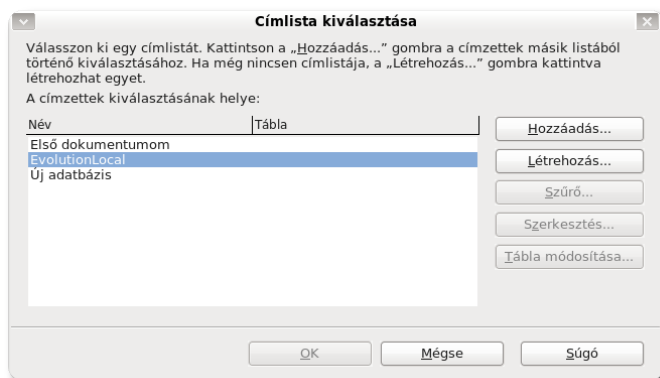 Címlista kiválasztása
Válasszon ki egy címlistát. Kattintson a „Hozzáadás...” gombra a címzettek másik listából
történő kiválasztásához. Ha még nincsen címlistája, a „Létrehozás...” gombra kattintva
létrehozhat egyet.
A címzettek kiválasztásának helye:
Név Tábla
Első dokumentumom
EvolutionLocal
Új adatbázis
Hozzáadás...
Létrehozás...
Szűrő...
Szerkesztés...
Tábla módosítása...
OK Mégse Súgó